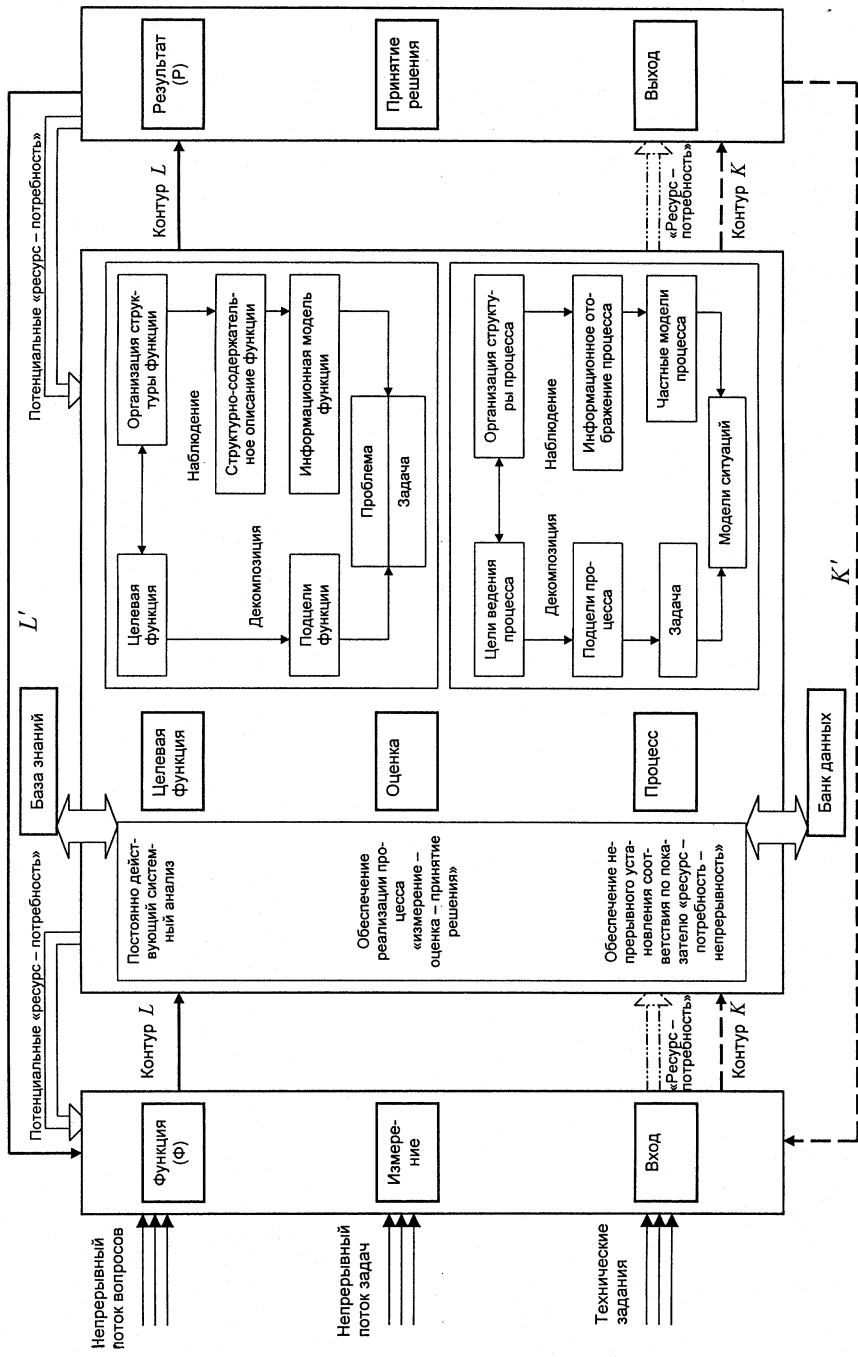 L′
Потенциальные «ресурс – потребность»
База знаний
Потенциальные «ресурс – потребность»
Непрерывный
поток вопросов
Функция
(Ф)
Контур L
Постоянно дейст-
вующий систем-
ный анализ
Целевая
функция
Целевая
функция
Организация струк-
туры функции
Контур L
Результат
(Р)
Наблюдение
Структурно-содержатель-
ное описание функции
Декомпозиция
Подцели
функции
Информационная модель
функции
Проблема
Задача
Непрерывный
поток задач
Измере-
ние
Обеспечение
реализации про-
цесса
«измерение –
оценка – принятие
решения»
Оценка
Принятие
решения
Цели ведения
процесса
Организация структу-
ры процесса
Декомпозиция
Наблюдение
Подцели про-
цесса
Информационное ото-
бражение процесса
Задача
Частные модели
процесса
Модели ситуаций
Технические
задания
Вход
«Ресурс –
потребность»
Контур K
Обеспечение не-
прерывного уста-
новления соот-
ветствия по пока-
зателю «ресурс –
потребность –
непрерывность»
Процесс
«Ресурс –
потребность»
Контур K
Выход
Банк данных
K′